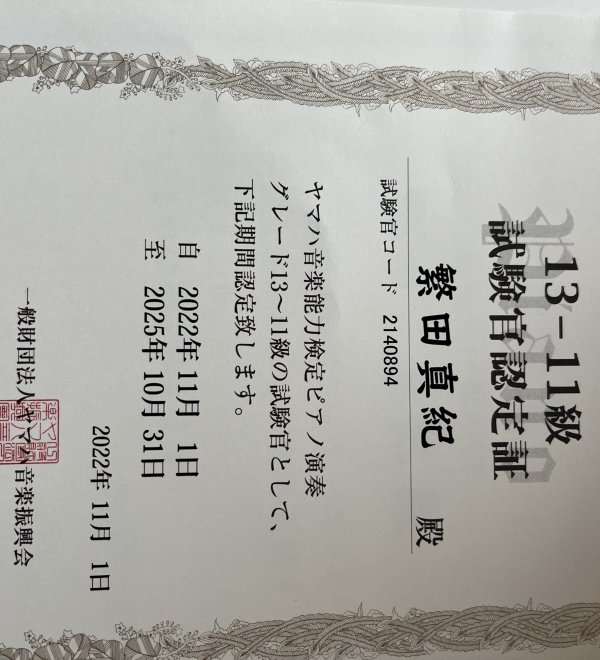 13-11級
試験官認定証
繁田真紀 殿
試験官コード 2140894
ヤマハ音楽能力検定ピアノ演奏
グレード13～11級の試験官として、
下記期間認定致します。
自 2022年 11月 1日
至 2025年 10月 31日
2022年 11月 1日
一般財団法人ヤマハ音楽振興会